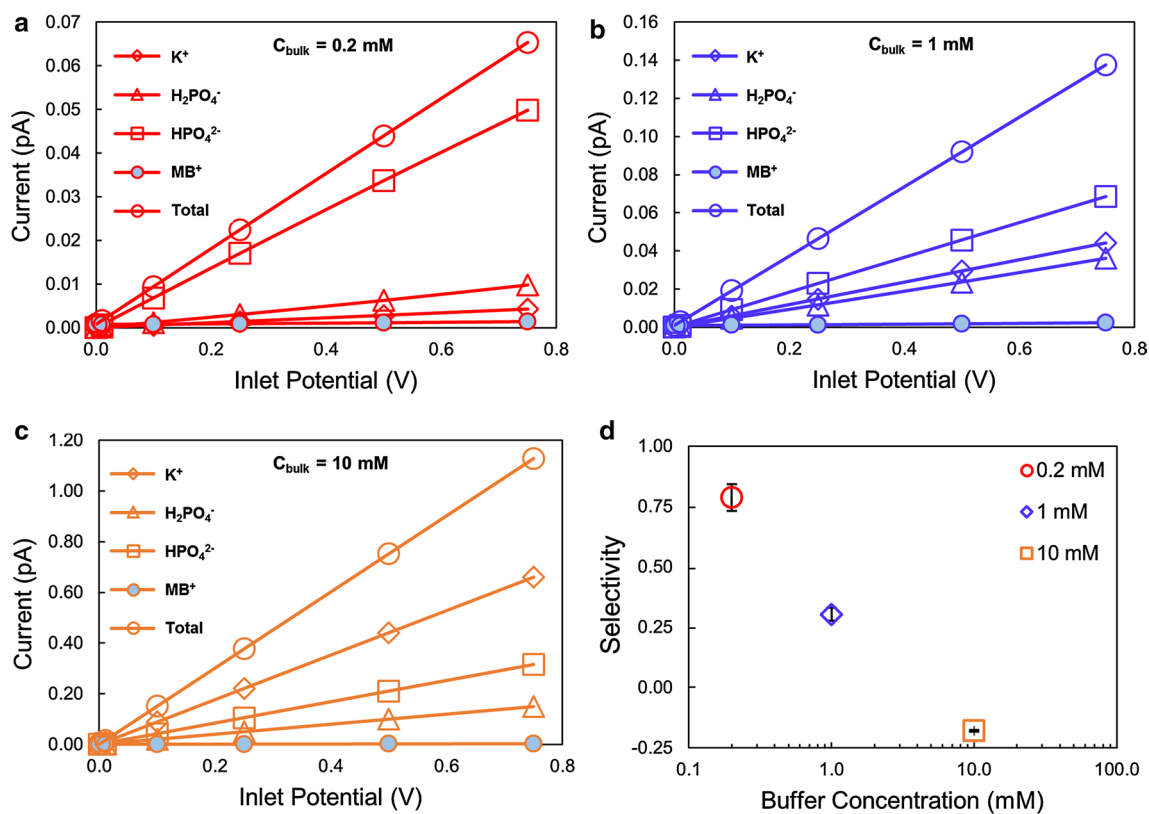 a
C_bulk = 0.2 mM
K⁺
H₂PO₄⁻
HPO₄²⁻
MB⁺
Total
Current (pA)
0.07
0.06
0.05
0.04
0.03
0.02
0.01
0.00
0.0 0.2 0.4 0.6 0.8
Inlet Potential (V)
b
C_bulk = 1 mM
K⁺
H₂PO₄⁻
HPO₄²⁻
MB⁺
Total
Current (pA)
0.16
0.14
0.12
0.10
0.08
0.06
0.04
0.02
0.00
0.0 0.2 0.4 0.6 0.8
Inlet Potential (V)
c
C_bulk = 10 mM
K⁺
H₂PO₄⁻
HPO₄²⁻
MB⁺
Total
Current (pA)
1.20
1.00
0.80
0.60
0.40
0.20
0.00
0.0 0.2 0.4 0.6 0.8
Inlet Potential (V)
d
0.2 mM
1 mM
10 mM
Selectivity
1.00
0.75
0.50
0.25
0.00
-0.25
0.1 1.0 10.0 100.0
Buffer Concentration (mM)